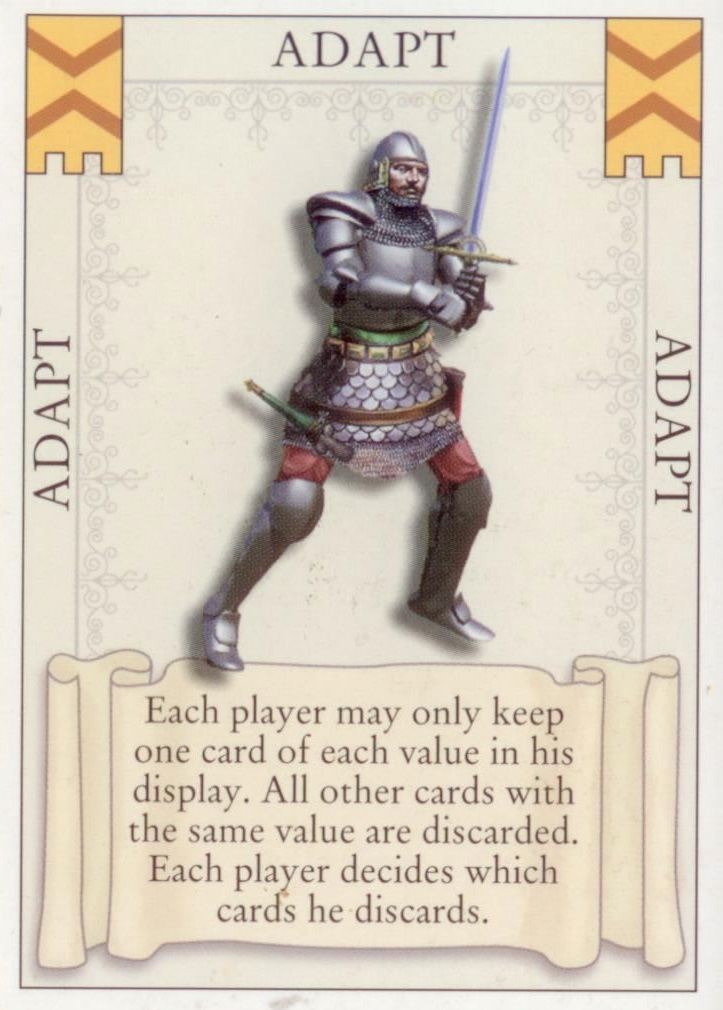 ADAPT
ADAPT
ADAPT
Each player may only keep
one card of each value in his
display. All other cards with
the same value are discarded.
Each player decides which
cards he discards.